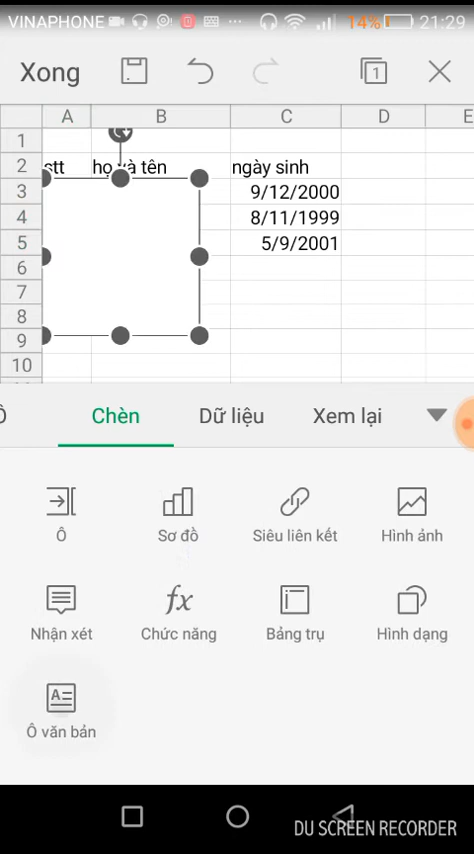 VINAPHONE ... 14% 21:29
Xong 1
A B C D E
1
2 stt họ và tên ngày sinh
3 9/12/2000
4 8/11/1999
5 5/9/2001
6
7
8
9
10
Ô Chèn Dữ liệu Xem lại
Ô Sơ đồ Siêu liên kết Hình ảnh
fx
Nhận xét Chức năng Bảng trụ Hình dạng
A
Ô văn bản
DU SCREEN RECORDER